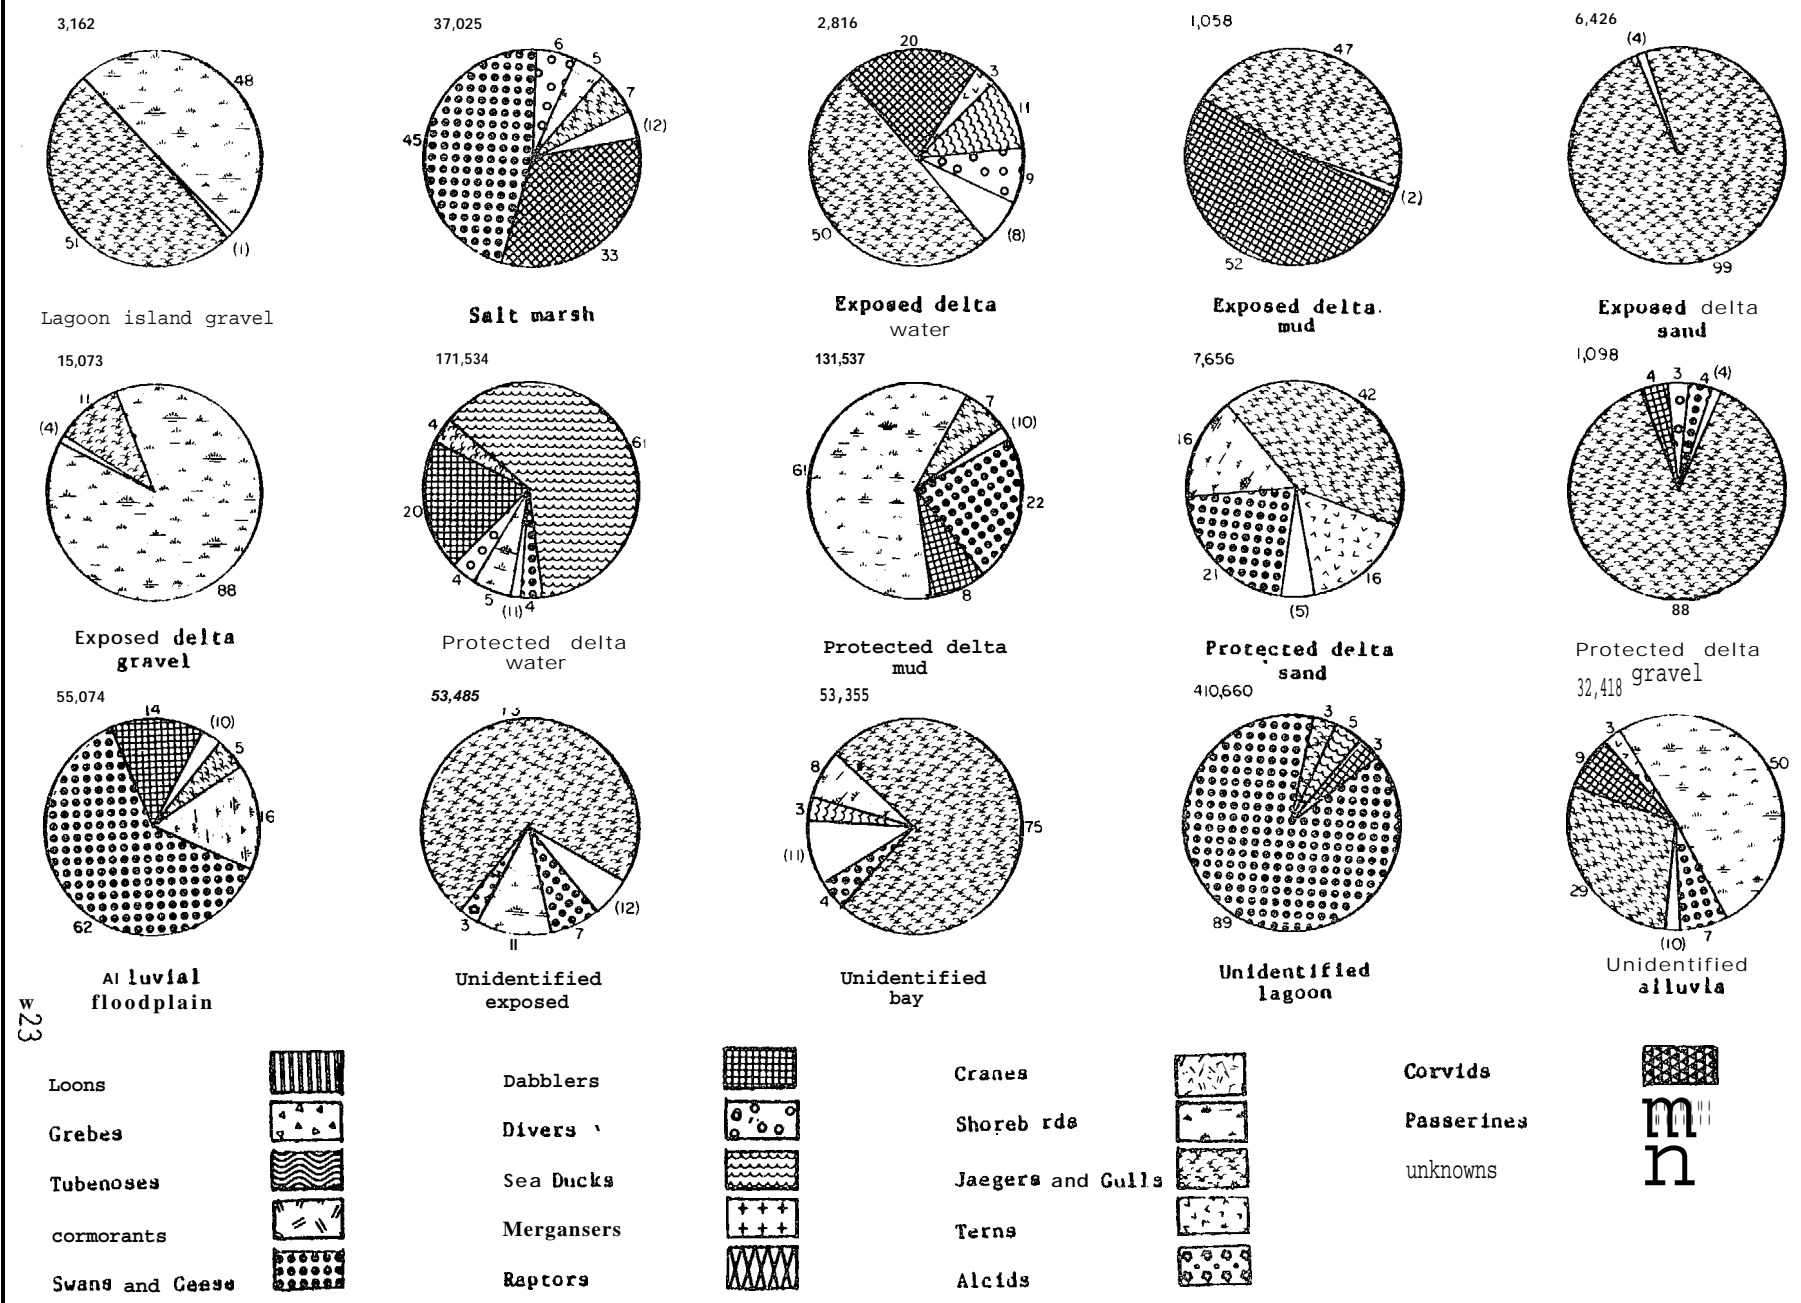 3,162 37,025 2,816 1,058 6,426
48 51 (1)
6 5 7 (12) 33 45
20 3 11 9 (8) 50
47 (2) 52
(4) 99
Lagoon island gravel
Salt marsh
Exposed delta
water
Exposed delta.
mud
Exposed delta
sand
15,073 171,534 131,537 7,656 1,098
11 (4) 88
4 61 20 4 5 (11) 4
7 (10) 61 22 8
42 16 21 (5) 16
4 3 4 (4) 88
Exposed delta
gravel
Protected delta
water
Protected delta
mud
Protected delta
sand
Protected delta
gravel
55,074 53,485 53,355 410,660 32,418
14 (10) 5 16 62
3 11 7 (12)
8 3 (11) 4 75
3 5 3 89
3 9 50 29 (10) 7
Al luvial
floodplain
Unidentified
exposed
Unidentified
bay
Unidentified
lagoon
Unidentified
alluvia
w23
Loons
Grebes
Tubenoses
cormorants
Swans and Geese
Dabblers
Divers
Sea Ducks
Mergansers
Raptors
Cranes
Shoreb rds
Jaegers and Gulls
Terns
Alcids
Corvids
Passerines
unknowns
m
n